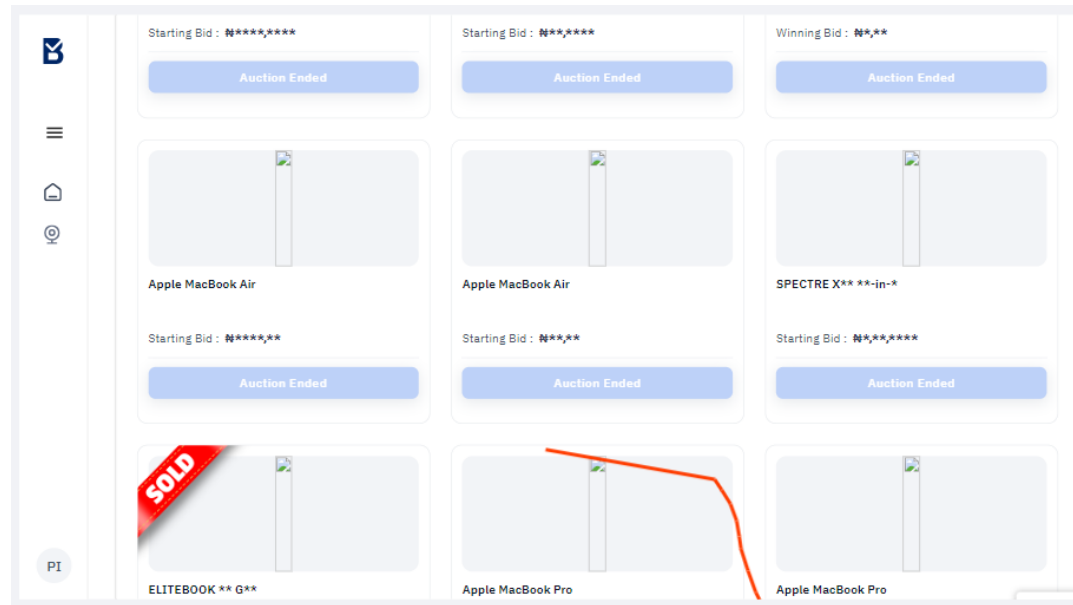 Starting Bid : ₦****,****
Starting Bid : ₦**,****
Winning Bid : ₦*,**
Auction Ended
Auction Ended
Auction Ended
Apple MacBook Air
Apple MacBook Air
SPECTRE X** **-in-*
Starting Bid : ₦****,**
Starting Bid : ₦**,**
Starting Bid : ₦*,**,****
Auction Ended
Auction Ended
Auction Ended
SOLD
PI
ELITEBOOK ** G**
Apple MacBook Pro
Apple MacBook Pro